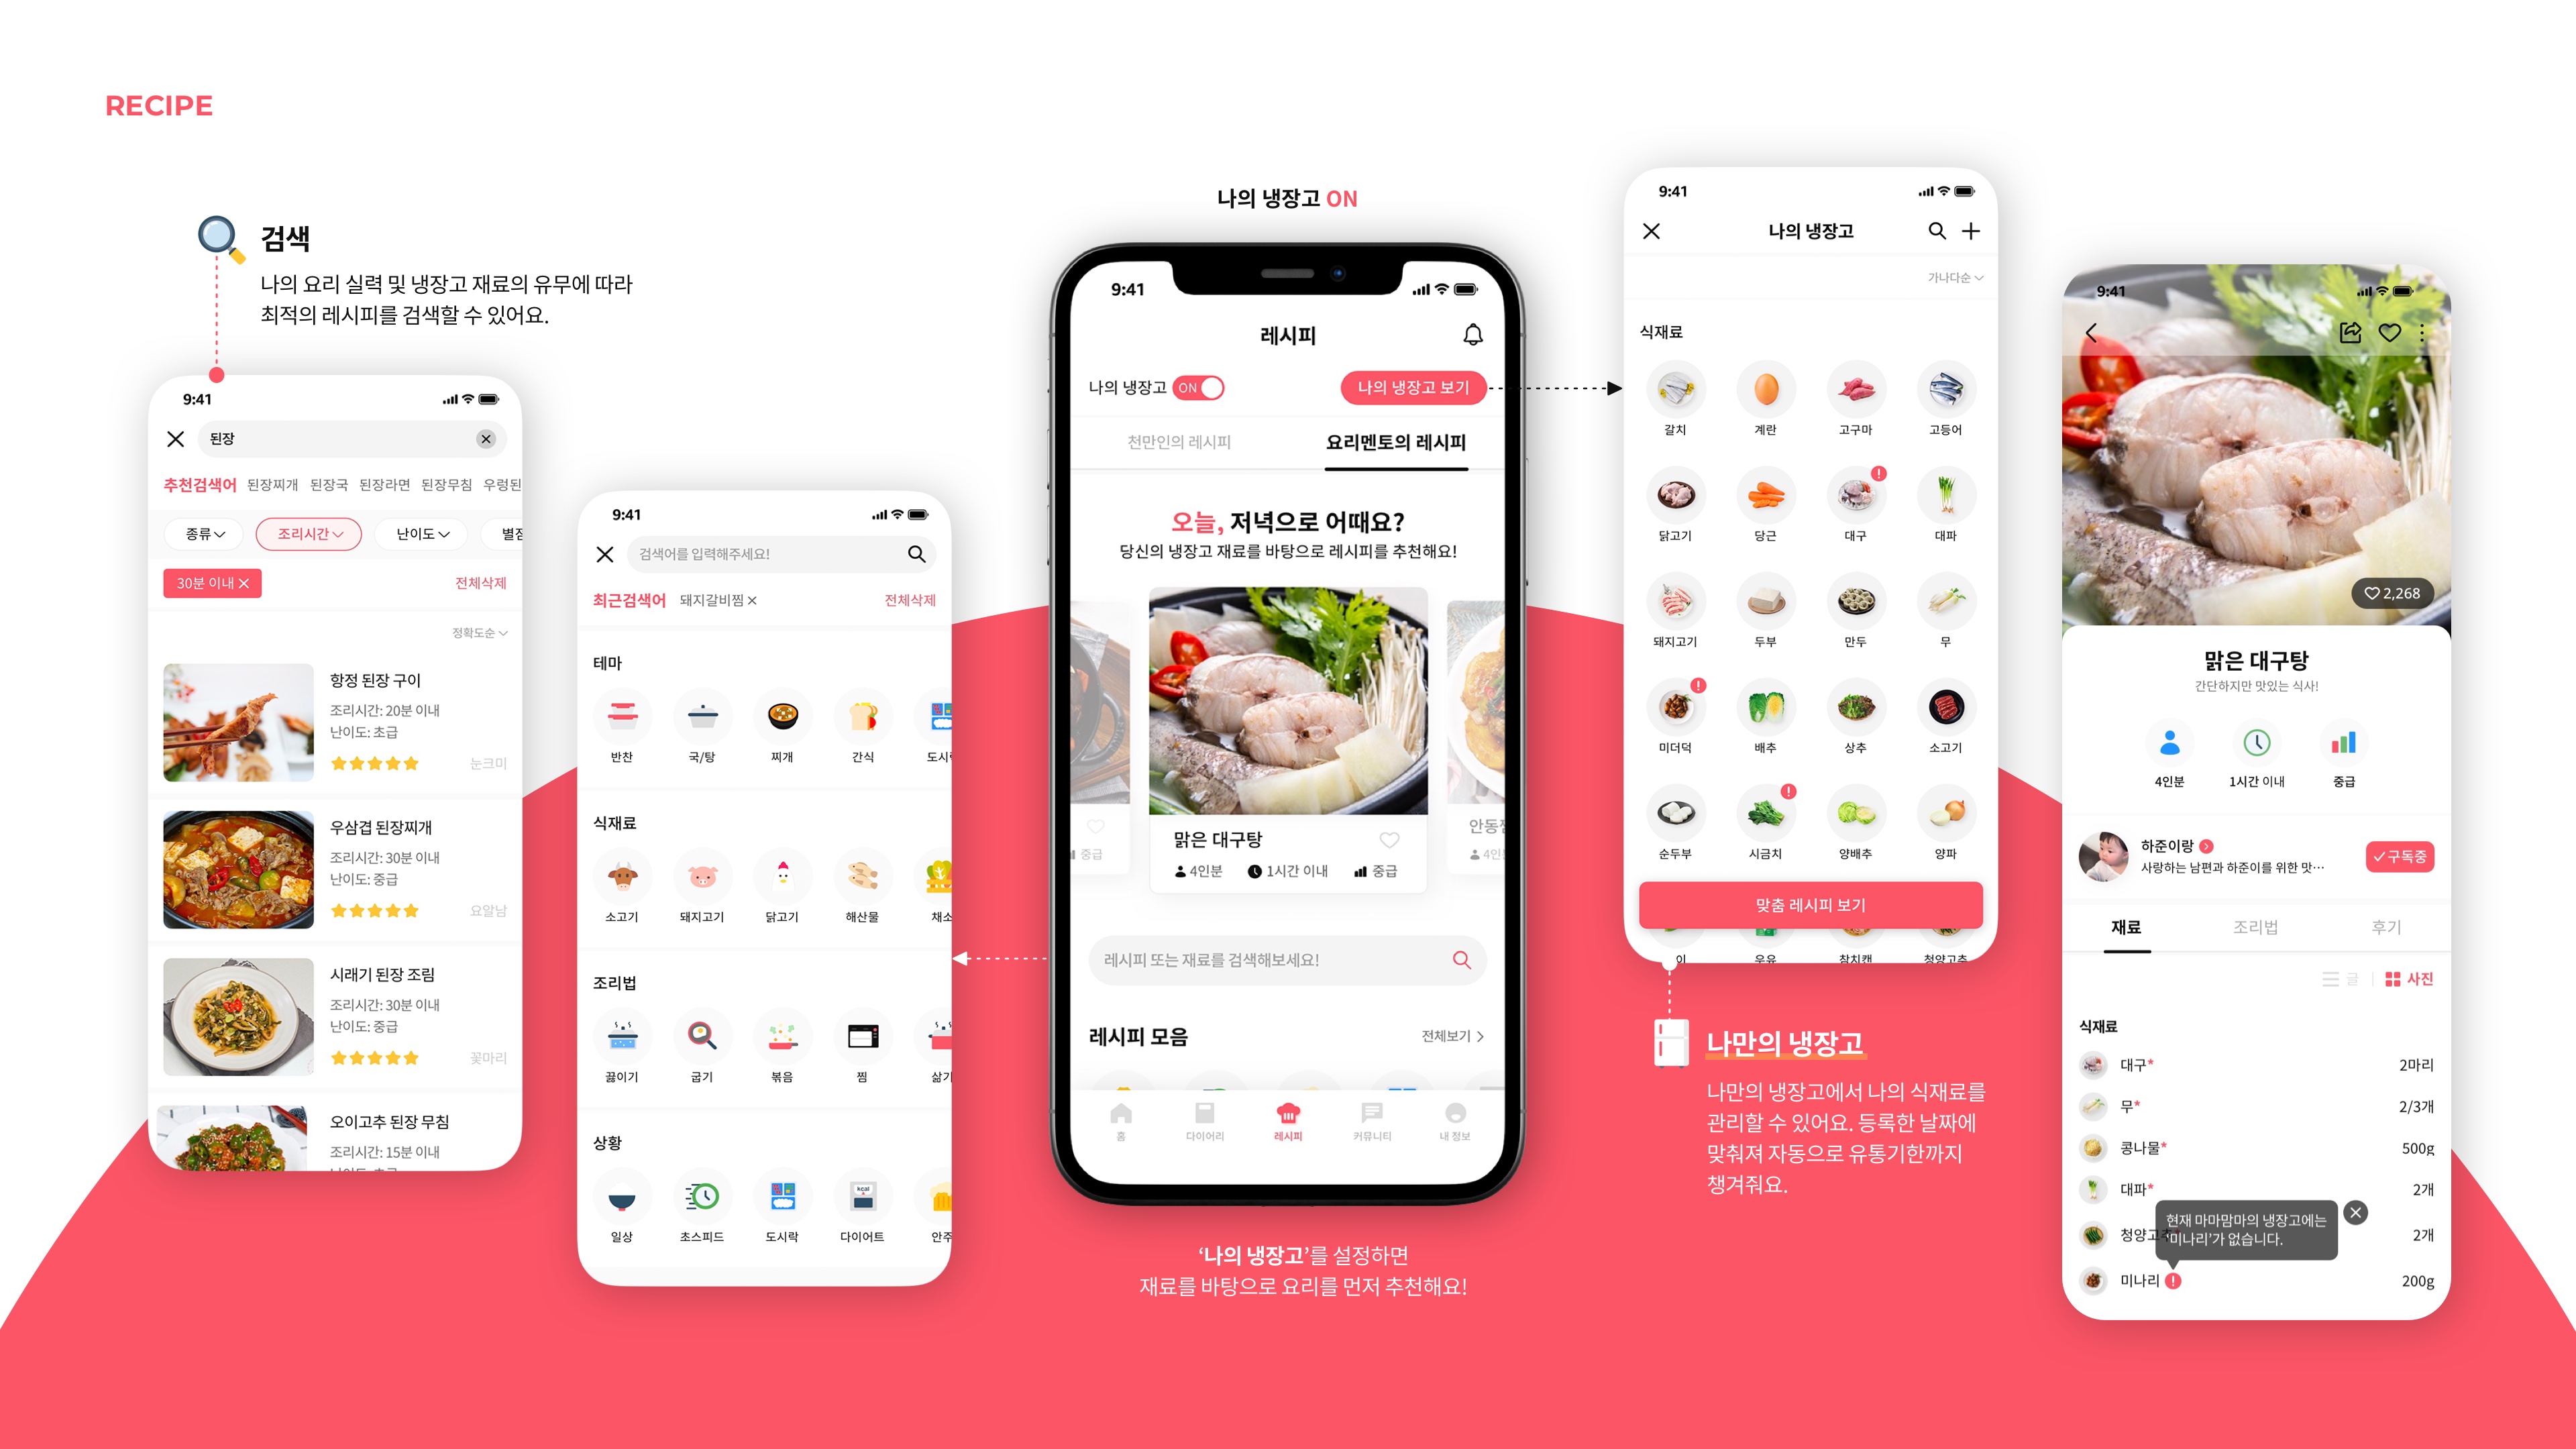 RECIPE
검색
나의 요리 실력 및 냉장고 재료의 유무에 따라
최적의 레시피를 검색할 수 있어요.
9:41
된장
추천검색어 된장찌개 된장국 된장라면 된장무침 우렁된
종류 조리시간 난이도 별점
30분 이내 전체삭제
정확도순
항정 된장 구이
조리시간: 20분 이내
난이도: 초급
눈크미
우삼겹 된장찌개
조리시간: 30분 이내
난이도: 중급
요알남
시래기 된장 조림
조리시간: 30분 이내
난이도: 중급
꽃마리
오이고추 된장 무침
조리시간: 15분 이내
9:41
검색어를 입력해주세요!
최근검색어 돼지갈비찜 전체삭제
테마
반찬 국/탕 찌개 간식 도시락
식재료
소고기 돼지고기 닭고기 해산물 채소
조리법
끓이기 굽기 볶음 찜 삶기
상황
일상 초스피드 도시락 다이어트 안주
kcal
나의 냉장고 ON
9:41
레시피
나의 냉장고 ON 나의 냉장고 보기
천만인의 레시피 요리멘토의 레시피
오늘, 저녁으로 어때요?
당신의 냉장고 재료를 바탕으로 레시피를 추천해요!
중급
맑은 대구탕
4인분 1시간 이내 중급
안동찜
4인분
레시피 또는 재료를 검색해보세요!
레시피 모음 전체보기
홈 다이어리 레시피 커뮤니티 내 정보
‘나의 냉장고’를 설정하면
재료를 바탕으로 요리를 먼저 추천해요!
9:41
나의 냉장고
가나다순
식재료
갈치 계란 고구마 고등어
닭고기 당근 대구 대파
돼지고기 두부 만두 무
미더덕 배추 상추 소고기
순두부 시금치 양배추 양파
맞춤 레시피 보기
이 우유 참치캔 청양고추
나만의 냉장고
나만의 냉장고에서 나의 식재료를
관리할 수 있어요. 등록한 날짜에
맞춰져 자동으로 유통기한까지
챙겨줘요.
9:41
2,268
맑은 대구탕
간단하지만 맛있는 식사!
4인분 1시간 이내 중급
하준이랑
사랑하는 남편과 하준이를 위한 맛…
구독중
재료 조리법 후기
글 사진
식재료
대구* 2마리
무* 2/3개
콩나물* 500g
대파* 2개
현재 마마맘마의 냉장고에는
‘미나리’가 없습니다.
청양고추 2개
미나리 200g